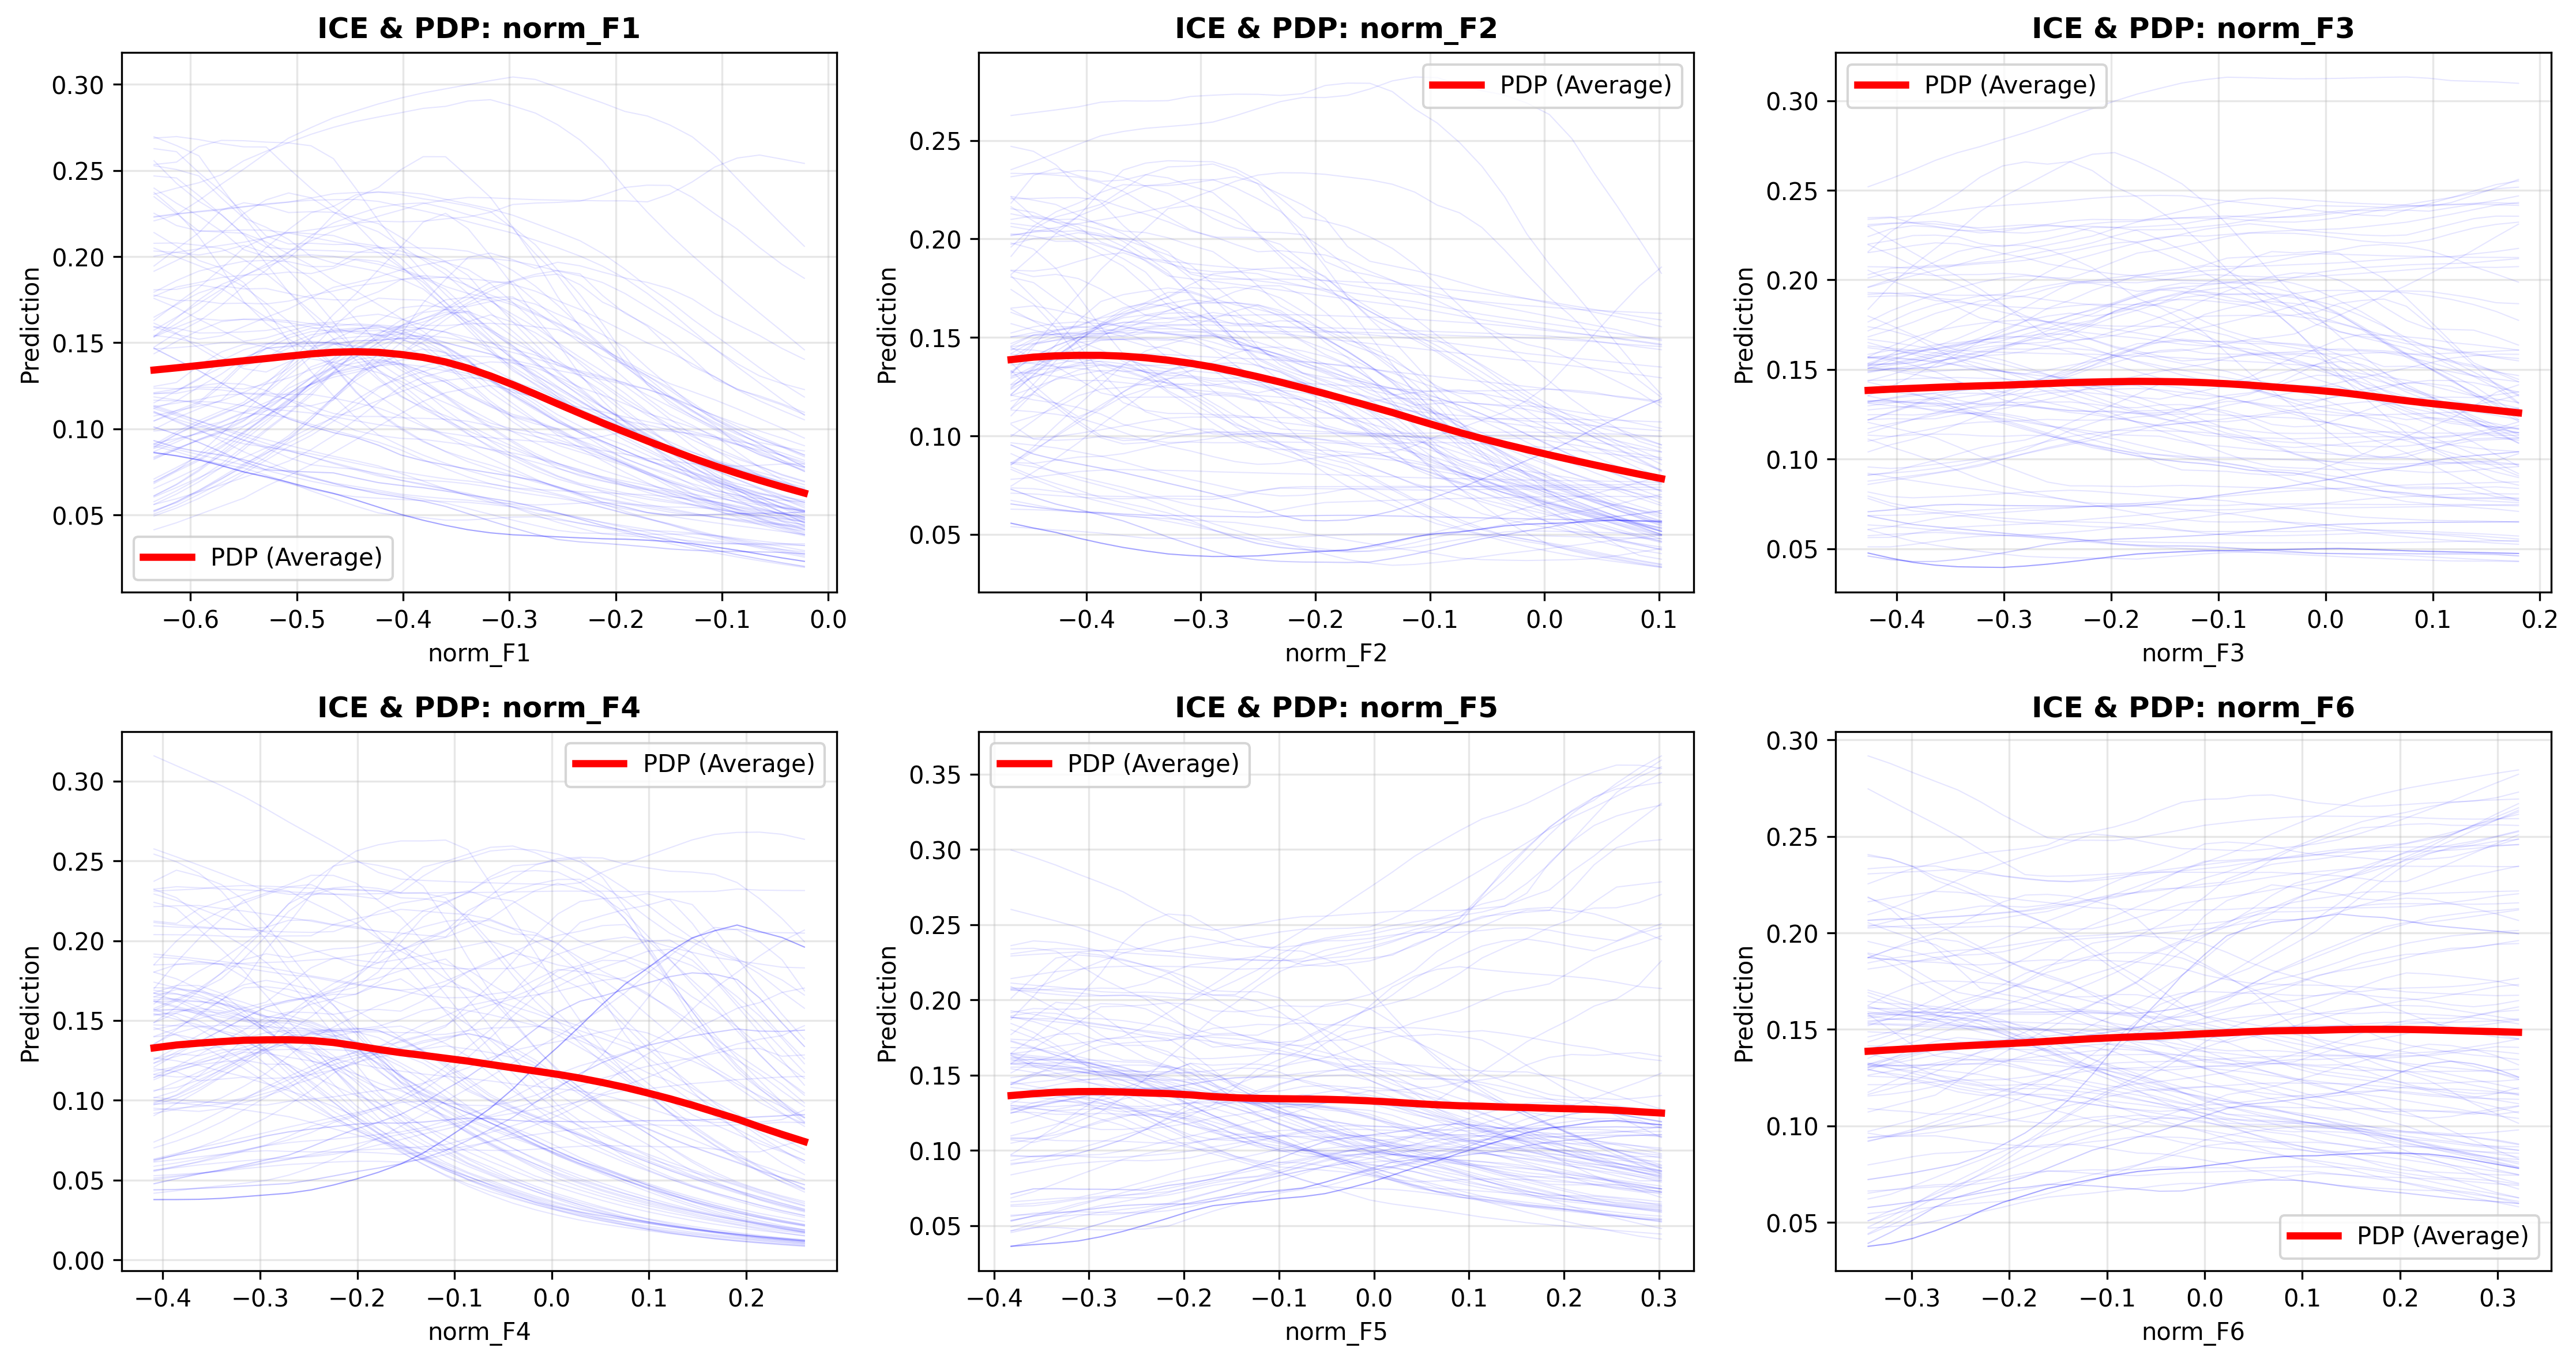 ICE & PDP: norm_F1
0.30
0.25
0.20
0.15
0.10
0.05
Prediction
PDP (Average)
−0.6 −0.5 −0.4 −0.3 −0.2 −0.1 0.0
norm_F1
ICE & PDP: norm_F2
PDP (Average)
0.25
0.20
0.15
0.10
0.05
Prediction
−0.4 −0.3 −0.2 −0.1 0.0 0.1
norm_F2
ICE & PDP: norm_F3
PDP (Average)
0.30
0.25
0.20
0.15
0.10
0.05
Prediction
−0.4 −0.3 −0.2 −0.1 0.0 0.1 0.2
norm_F3
ICE & PDP: norm_F4
PDP (Average)
0.30
0.25
0.20
0.15
0.10
0.05
0.00
Prediction
−0.4 −0.3 −0.2 −0.1 0.0 0.1 0.2
norm_F4
ICE & PDP: norm_F5
PDP (Average)
0.35
0.30
0.25
0.20
0.15
0.10
0.05
Prediction
−0.4 −0.3 −0.2 −0.1 0.0 0.1 0.2 0.3
norm_F5
ICE & PDP: norm_F6
0.30
0.25
0.20
0.15
0.10
0.05
Prediction
PDP (Average)
−0.3 −0.2 −0.1 0.0 0.1 0.2 0.3
norm_F6